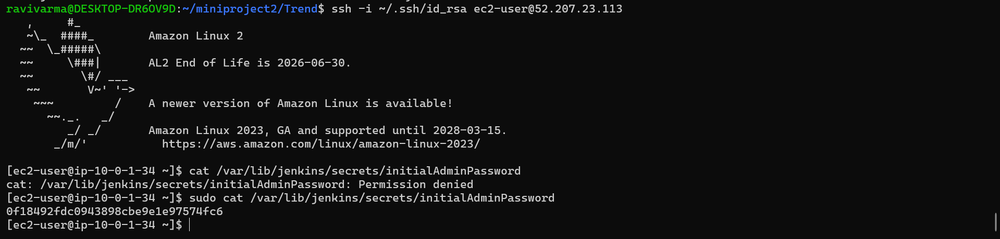 ravivarma@DESKTOP-DR6OV9D:~/miniproject2/Trend$ ssh -i ~/.ssh/id_rsa ec2-user@52.207.23.113
   ,     #_
   ~\_  ####_        Amazon Linux 2
  ~~  \_#####\
  ~~     \###|       AL2 End of Life is 2026-06-30.
  ~~       \#/ ___
   ~~       V~' '->
    ~~~         /    A newer version of Amazon Linux is available!
      ~~._.   _/
         _/ _/       Amazon Linux 2023, GA and supported until 2028-03-15.
       _/m/'           https://aws.amazon.com/linux/amazon-linux-2023/

[ec2-user@ip-10-0-1-34 ~]$ cat /var/lib/jenkins/secrets/initialAdminPassword
cat: /var/lib/jenkins/secrets/initialAdminPassword: Permission denied
[ec2-user@ip-10-0-1-34 ~]$ sudo cat /var/lib/jenkins/secrets/initialAdminPassword
0f18492fdc0943898cbe9e1e97574fc6
[ec2-user@ip-10-0-1-34 ~]$